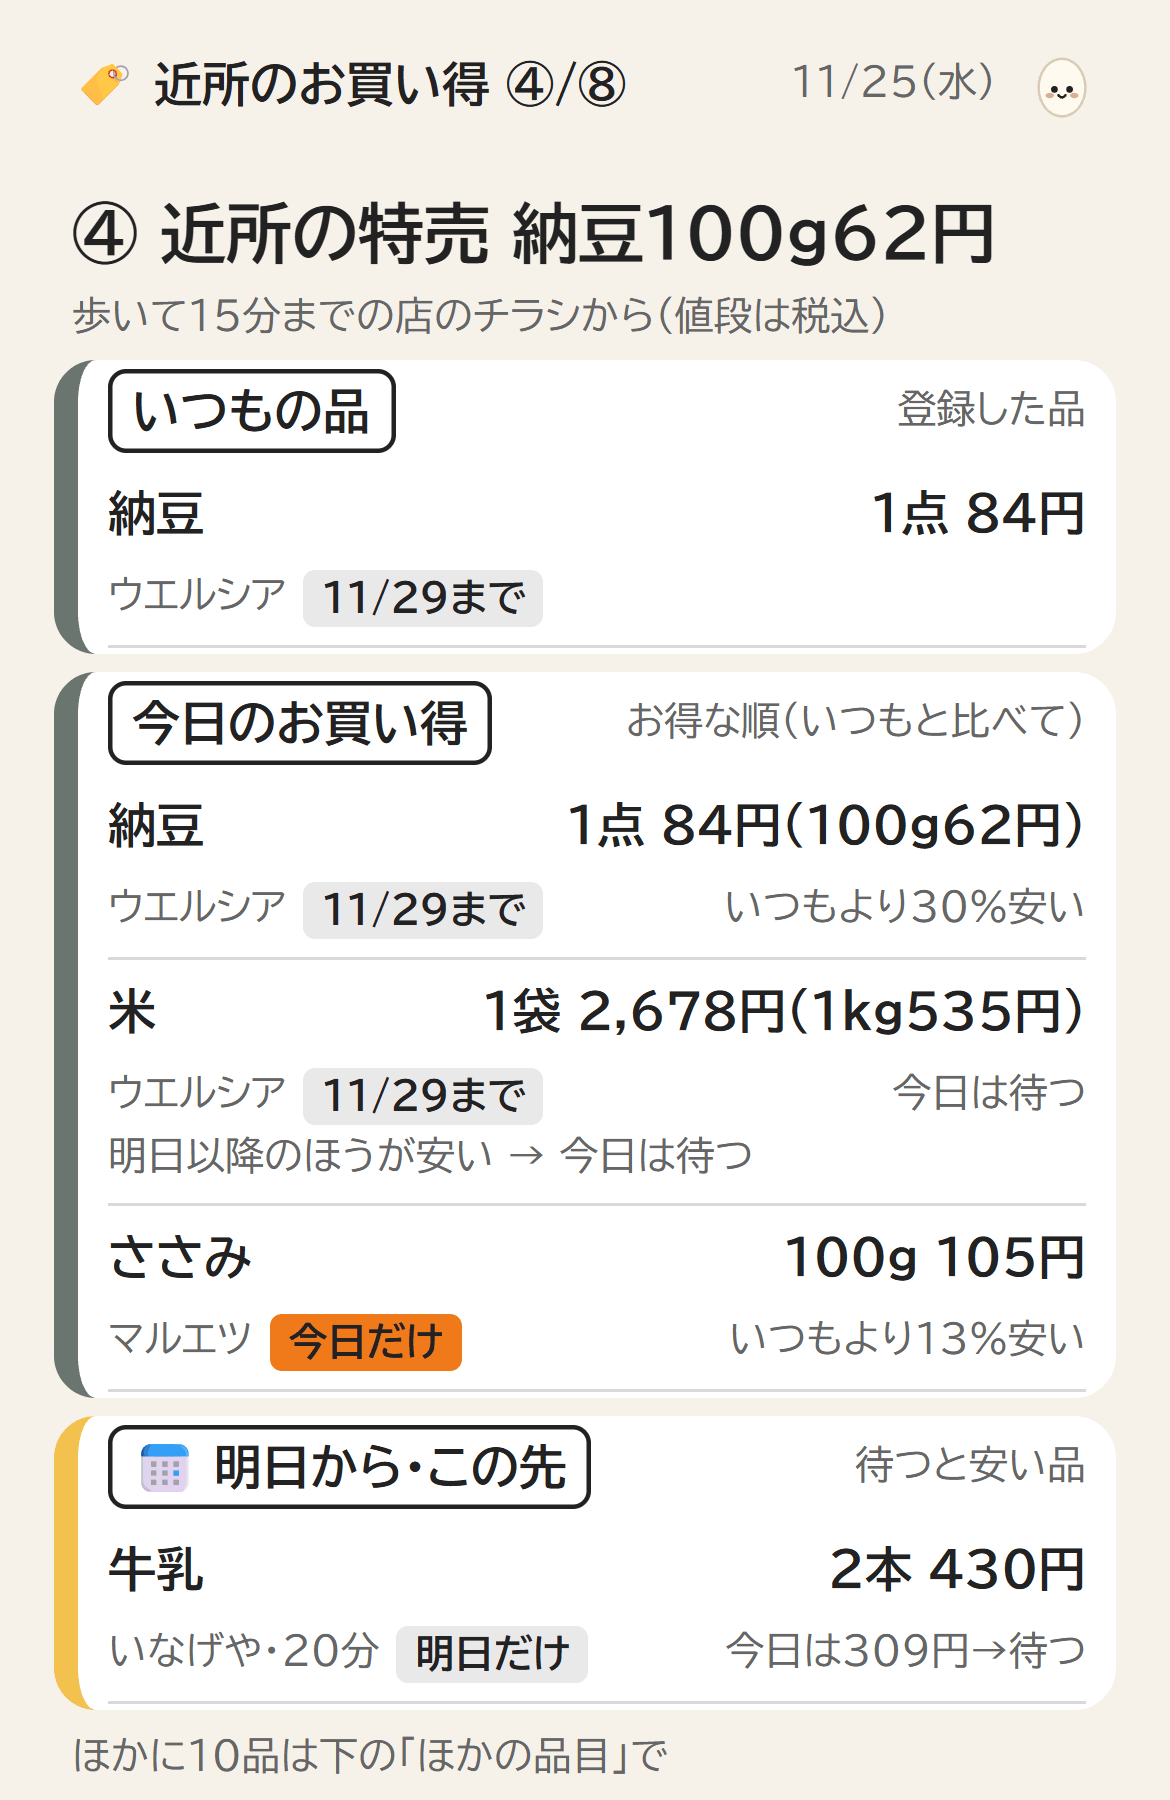 近所のお買い得 ④/⑧
11/25(水)
④ 近所の特売 納豆100g62円
歩いて15分までの店のチラシから(値段は税込)
いつもの品 登録した品
納豆 1点 84円
ウエルシア 11/29まで
今日のお買い得 お得な順(いつもと比べて)
納豆 1点 84円(100g62円)
ウエルシア 11/29まで いつもより30%安い
米 1袋 2,678円(1kg535円)
ウエルシア 11/29まで 今日は待つ
明日以降のほうが安い → 今日は待つ
ささみ 100g 105円
マルエツ 今日だけ いつもより13%安い
明日から・この先 待つと安い品
牛乳 2本 430円
いなげや・20分 明日だけ 今日は309円→待つ
ほかに10品は下の「ほかの品目」で